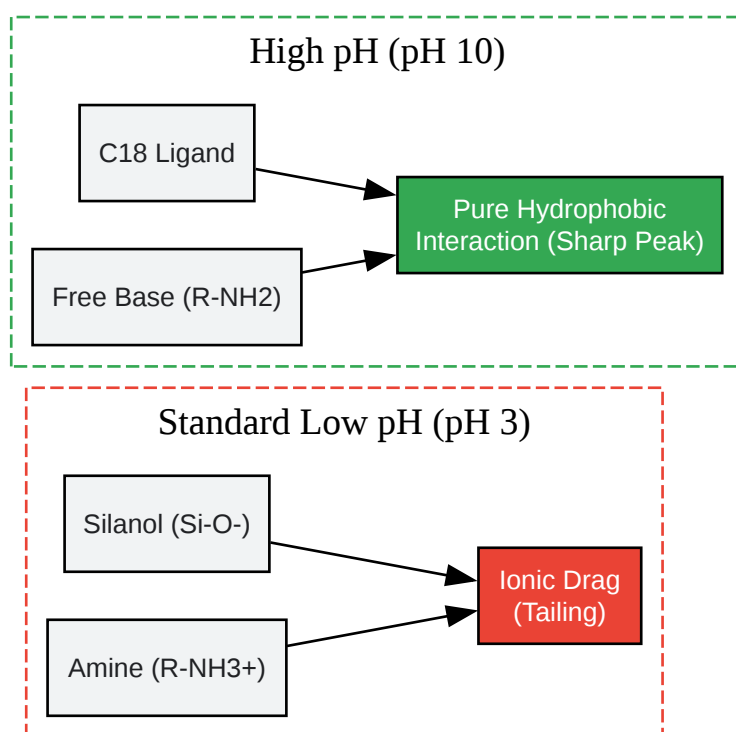 High pH (pH 10)
C18 Ligand
Pure Hydrophobic
Interaction (Sharp Peak)
Free Base (R-NH2)
Standard Low pH (pH 3)
Silanol (Si-O-)
Ionic Drag
(Tailing)
Amine (R-NH3+)